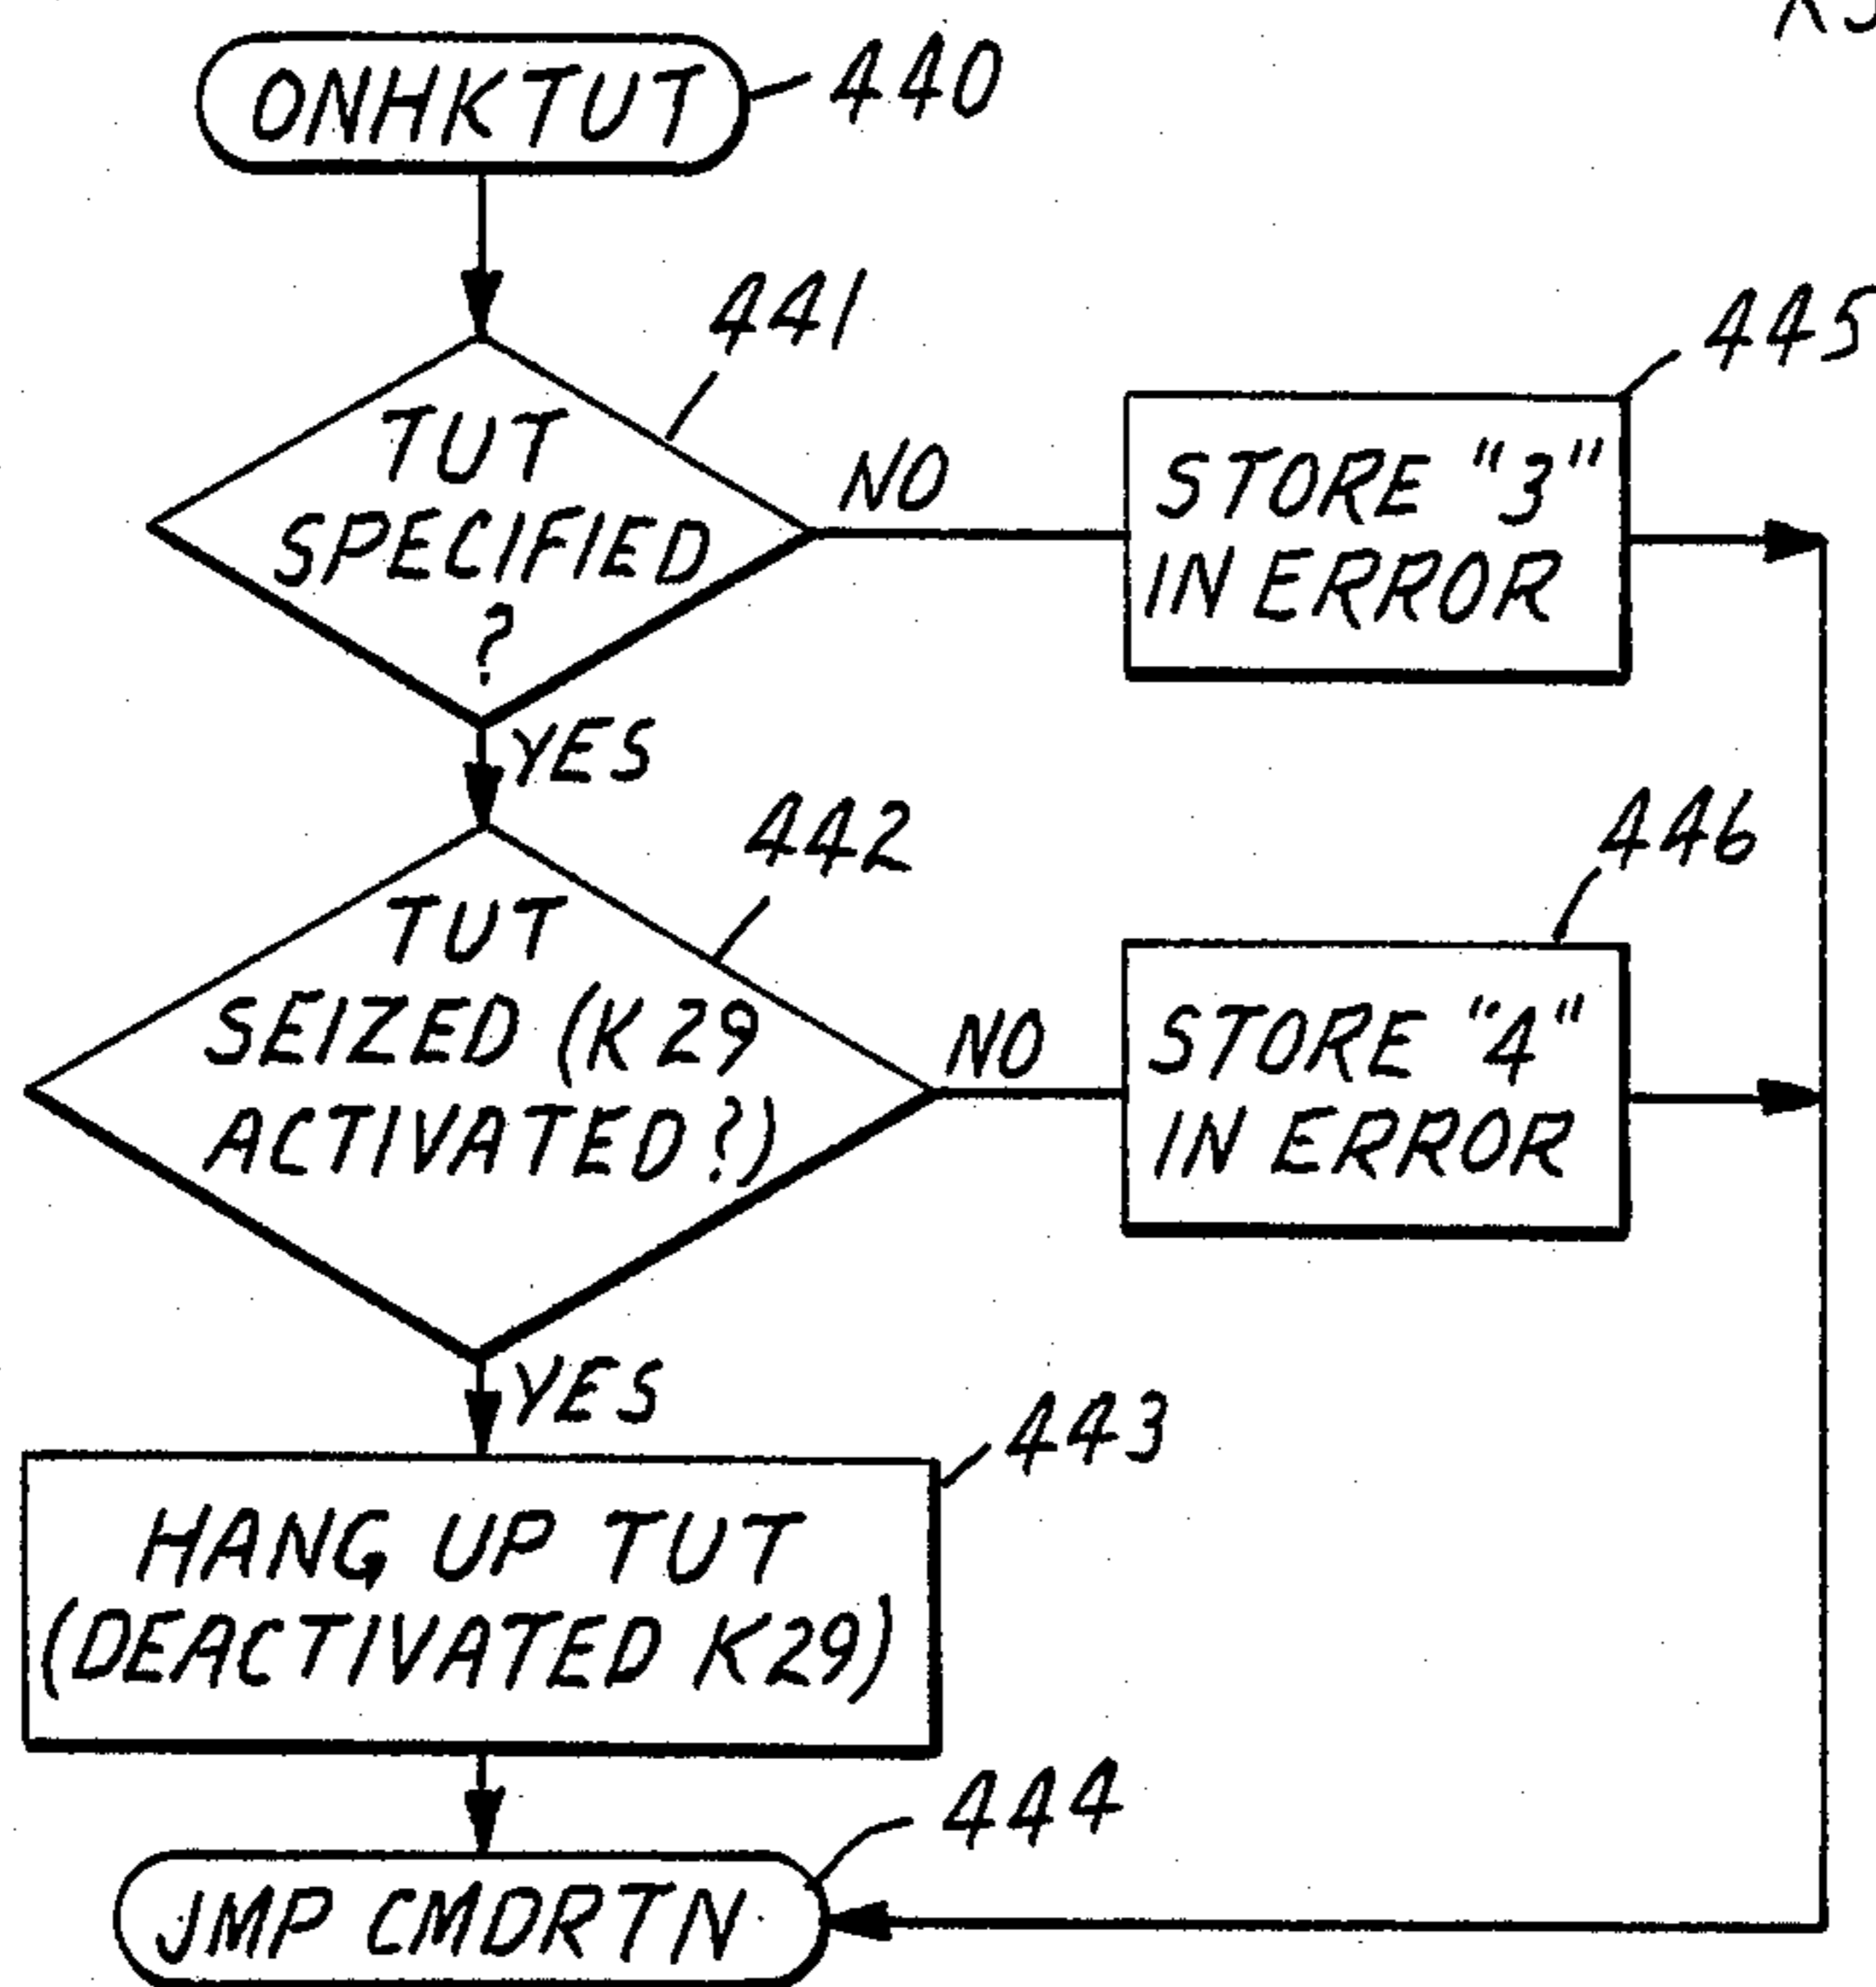 ONHKTUT
440
441
TUT
SPECIFIED
?
NO
445
STORE "3"
IN ERROR
YES
442
TUT
SEIZED (K29
ACTIVATED?)
NO
446
STORE "4"
IN ERROR
YES
443
HANG UP TUT
(DEACTIVATED K29)
444
JMP CMDRTN